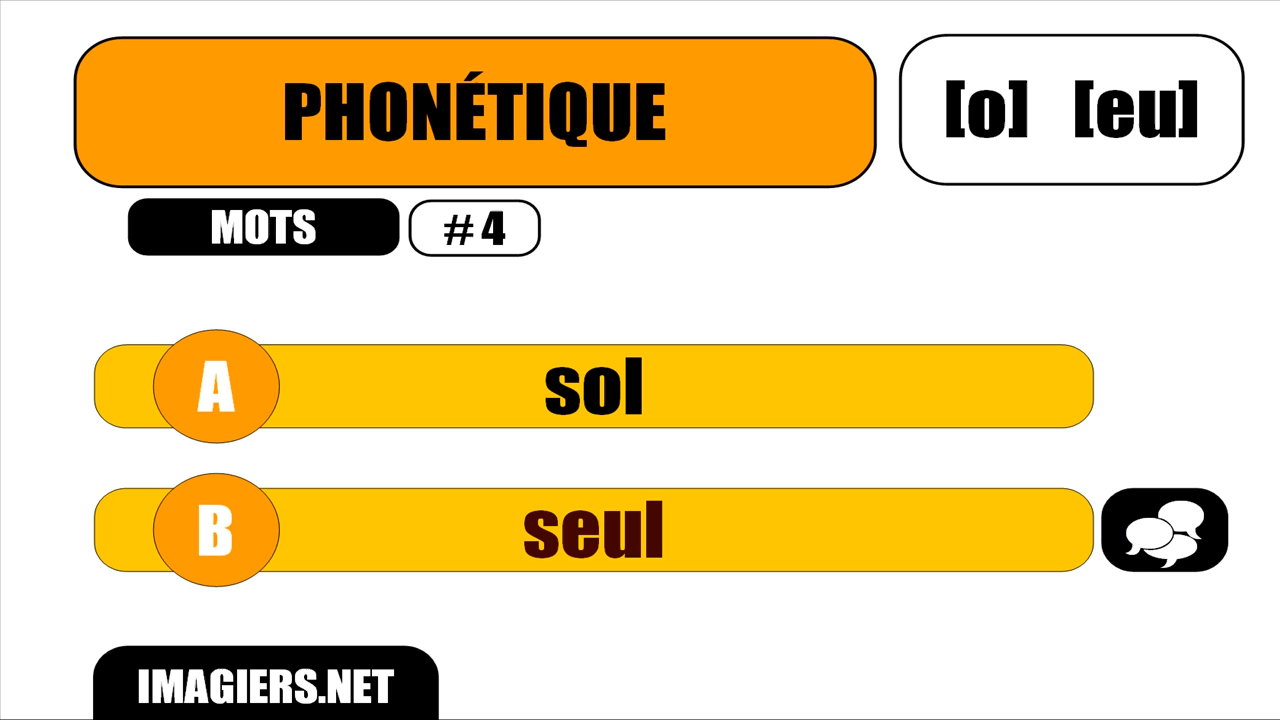 PHONÉTIQUE
[o] [eu]
MOTS
#4
A
sol
B
seul
IMAGIERS.NET